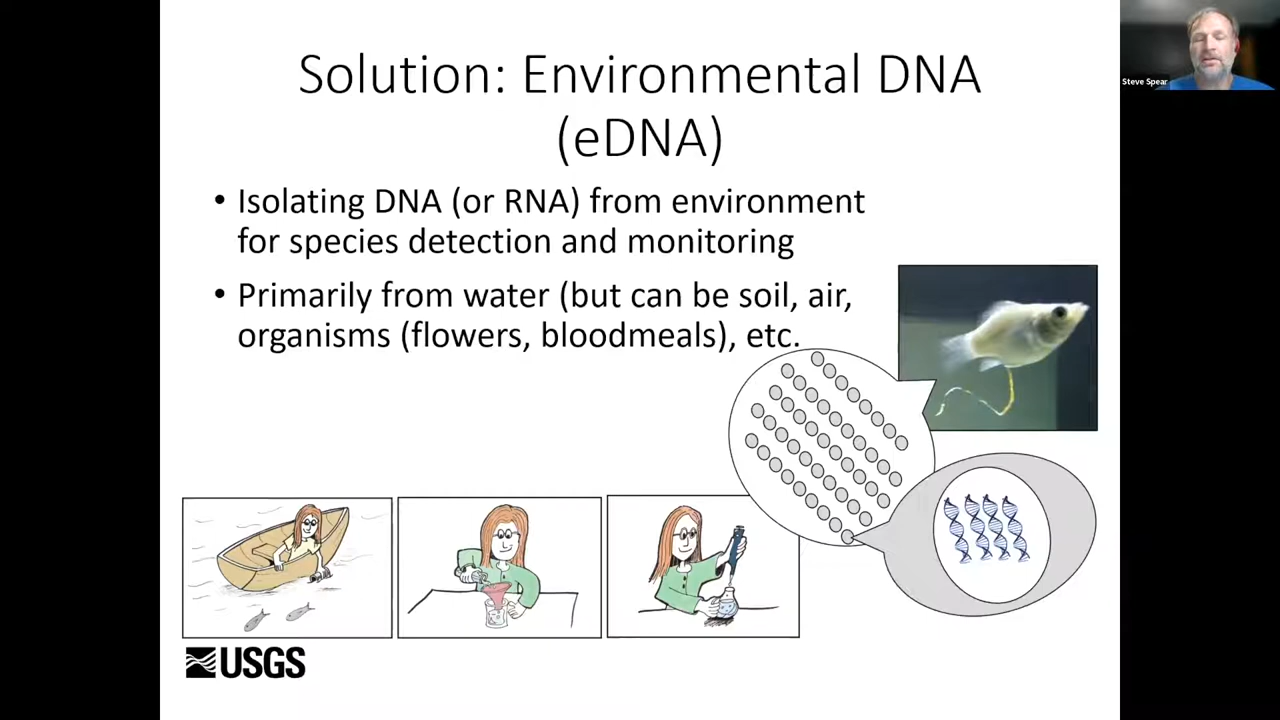 Solution: Environmental DNA
(eDNA)
• Isolating DNA (or RNA) from environment
for species detection and monitoring
• Primarily from water (but can be soil, air,
organisms (flowers, bloodmeals), etc.
USGS
Steve Spear